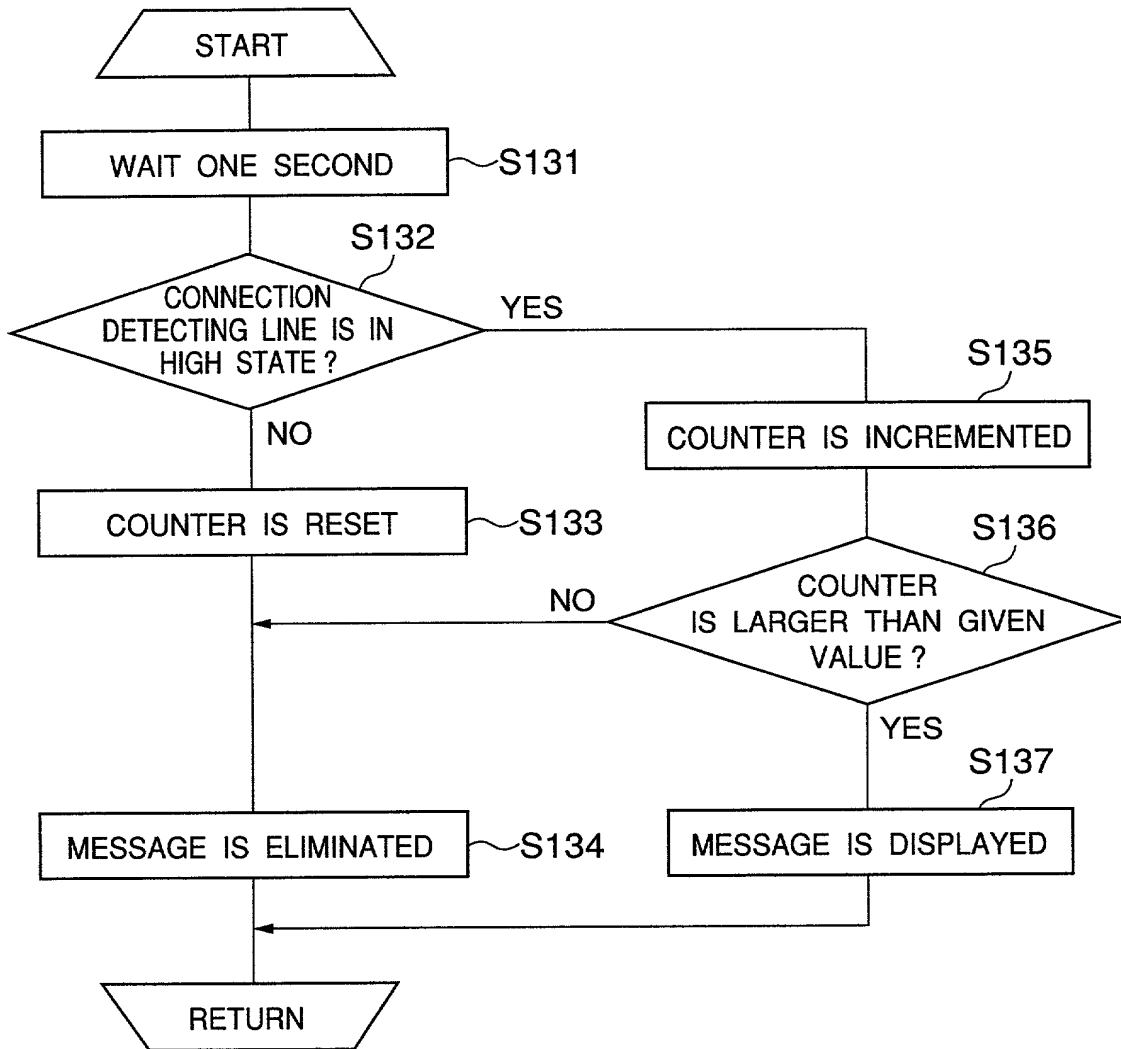 START
WAIT ONE SECOND
S131
S132
CONNECTION
DETECTING LINE IS IN
HIGH STATE?
YES
NO
S135
COUNTER IS INCREMENTED
COUNTER IS RESET
S133
S136
COUNTER
IS LARGER THAN GIVEN
VALUE?
NO
YES
S137
MESSAGE IS DISPLAYED
MESSAGE IS ELIMINATED
S134
RETURN